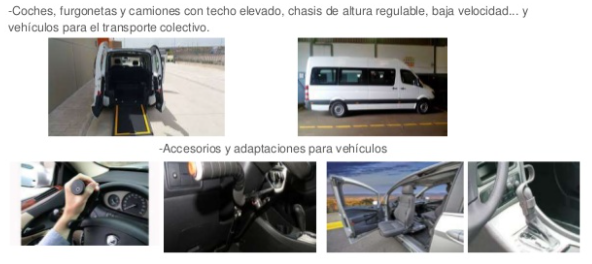 -Coches, furgonetas y camiones con techo elevado, chasis de altura regulable, baja velocidad... y
vehículos para el transporte colectivo.
-Accesorios y adaptaciones para vehículos